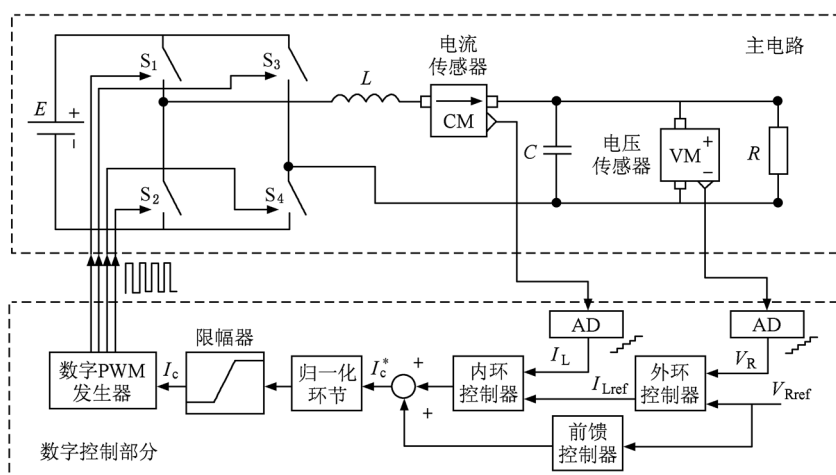 主电路
电流
传感器
S1
S3
L
CM
E
+
-
C
电压
传感器
VM
+
−
R
S2
S4
AD
AD
限幅器
数字PWM
发生器
Ic
归一化
环节
Ic*
+
+
内环
控制器
IL
ILref
外环
控制器
VR
VRref
前馈
控制器
数字控制部分